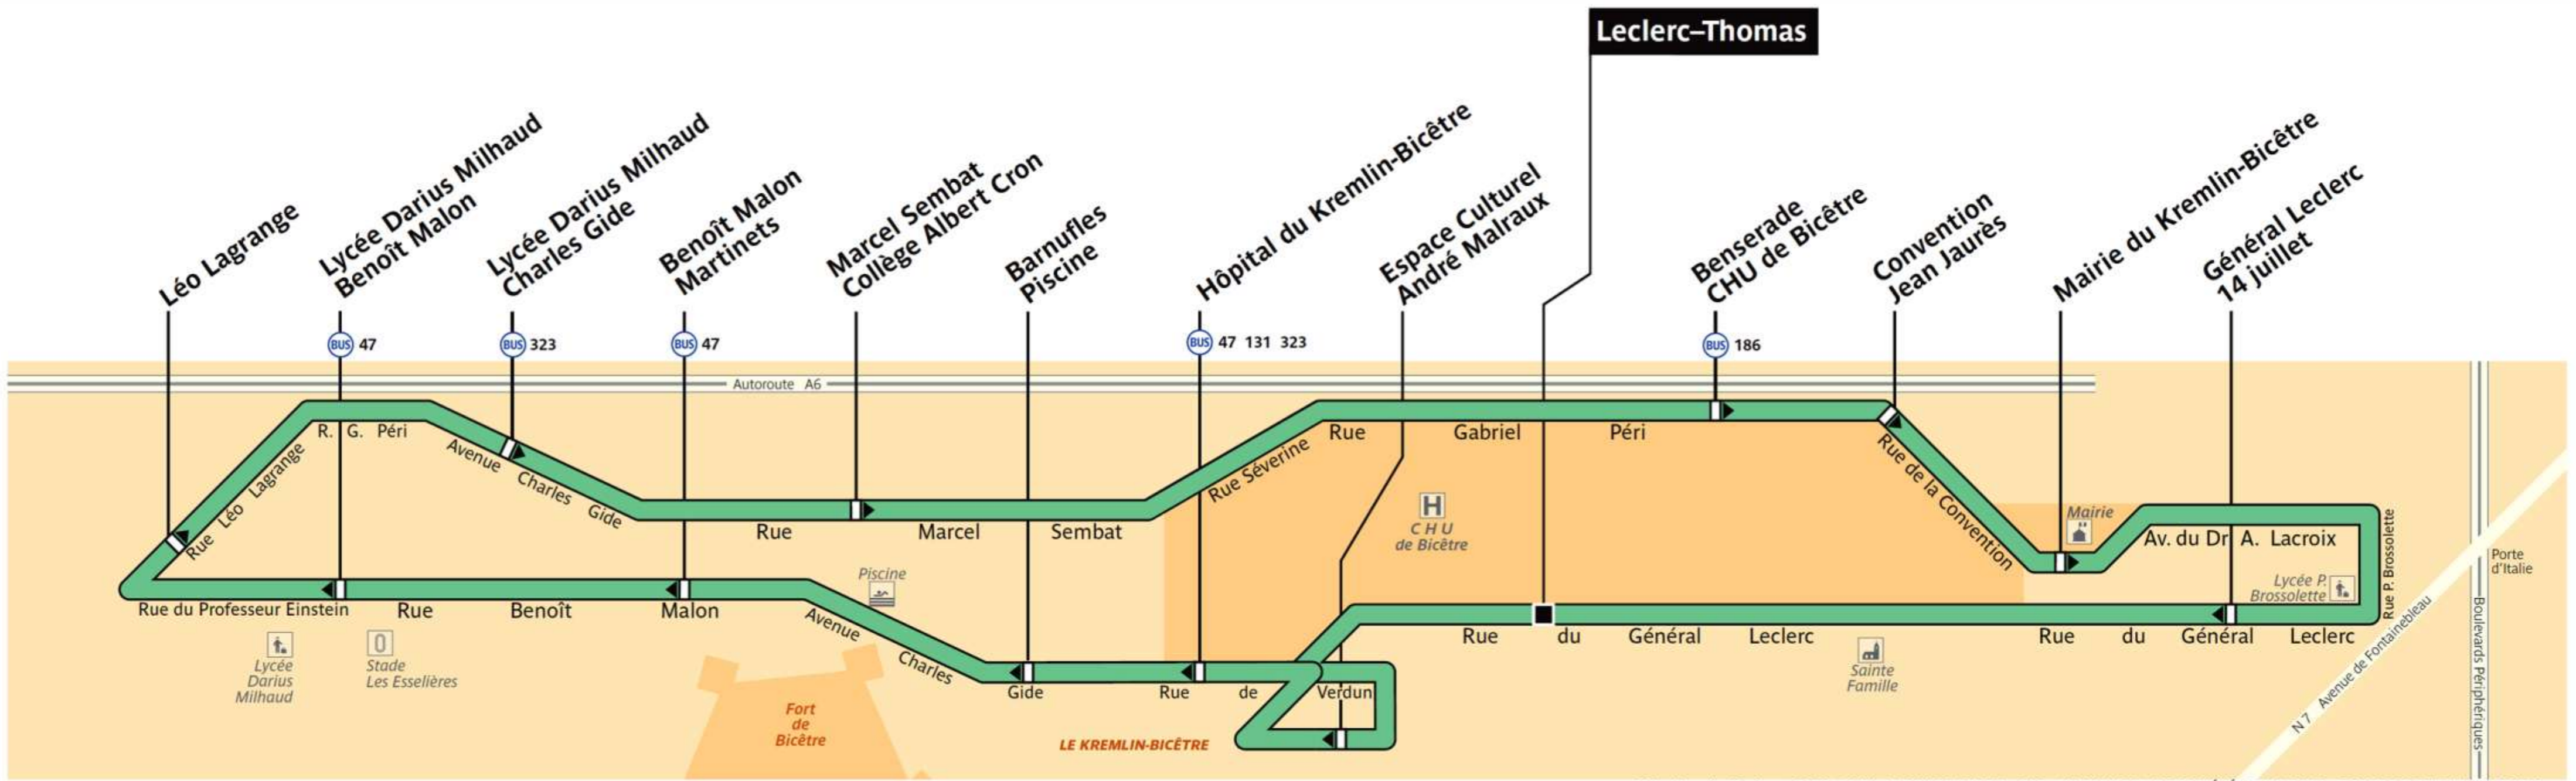 Leclerc–Thomas
Léo Lagrange
Lycée Darius Milhaud
Benoît Malon
Lycée Darius Milhaud
Charles Gide
Benoît Malon
Martinets
Marcel Sembat
Collège Albert Cron
Barnufles
Piscine
Hôpital du Kremlin-Bicêtre
Espace Culturel
André Malraux
Benserade
CHU de Bicêtre
Convention
Jean Jaurès
Mairie du Kremlin-Bicêtre
Général Leclerc
14 juillet
BUS 47
BUS 323
BUS 47
BUS 47 131 323
BUS 186
Autoroute A6
R. G. Péri
Rue Léo Lagrange
Avenue Charles Gide
Rue Marcel Sembat
Rue Séverine
Rue Gabriel Péri
Rue de la Convention
Mairie
Av. du Dr A. Lacroix
Rue P. Brossolette
Lycée P.
Brossolette
Porte
d'Italie
H
CHU
de Bicêtre
Piscine
Rue du Professeur Einstein
Rue Benoît Malon
Avenue Charles Gide
Rue de Verdun
Rue du Général Leclerc
Rue du Général Leclerc
Lycée
Darius
Milhaud
Stade
Les Esselières
Fort
de
Bicêtre
LE KREMLIN-BICÊTRE
Sainte
Famille
N 7 Avenue de Fontainebleau
Boulevards Périphériques